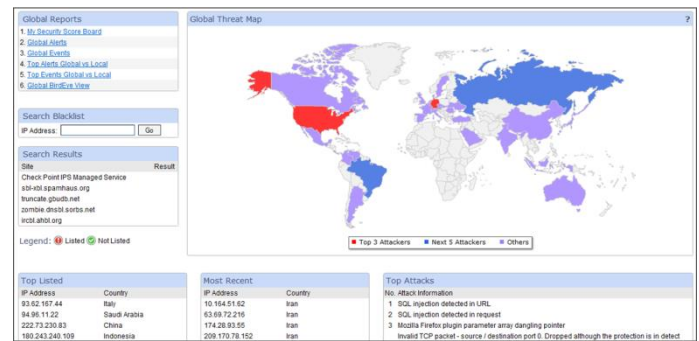 Global Reports
1. My Security Score Board
2. Global Alerts
3. Global Events
4. Top Alerts Global vs Local
5. Top Events Global vs Local
6. Global BirdEye View
Search Blacklist
IP Address: Go
Search Results
Site Result
Check Point IPS Managed Service
sbl-xbl.spamhaus.org
truncate.gbudb.net
zombie.dnsbl.sorbs.net
ircbl.ahbl.org
Legend: Listed Not Listed
Global Threat Map ?
Top 3 Attackers Next 5 Attackers Others
Top Listed
IP Address Country
93.62.167.44 Italy
94.96.11.22 Saudi Arabia
222.73.230.83 China
180.243.240.109 Indonesia
Most Recent
IP Address Country
10.164.51.62 Iran
63.69.72.216 Iran
174.28.93.55 Iran
209.170.78.152 Iran
Top Attacks
No. Attack Information
1 SQL injection detected in URL
2 SQL injection detected in request
3 Mozilla Firefox plugin parameter array dangling pointer
Invalid TCP packet - source / destination port 0. Dropped although the protection is in detect